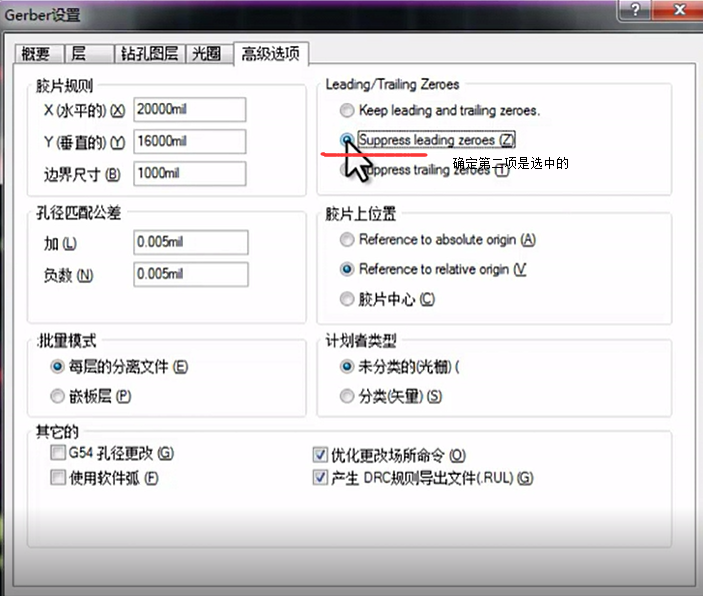 Gerber设置
概要
层
钻孔图层
光圈
高级选项
胶片规则
X (水平的) (X) 20000mil
Y (垂直的) (Y) 16000mil
边界尺寸 (B) 1000mil
Leading/Trailing Zeroes
Keep leading and trailing zeroes.
Suppress leading zeroes (Z)
确定第二项是选中的
uppress trailing zeroes (T)
孔径匹配公差
加 (L) 0.005mil
负数 (N) 0.005mil
胶片上位置
Reference to absolute origin (A)
Reference to relative origin (V
胶片中心 (C)
批量模式
每层的分离文件 (E)
嵌板层 (P)
计划者类型
未分类的(光栅) (
分类(矢量) (S)
其它的
G54 孔径更改 (G)
使用软件弧 (F)
优化更改场所命令 (O)
产生 DRC规则导出文件(.RUL) (G)